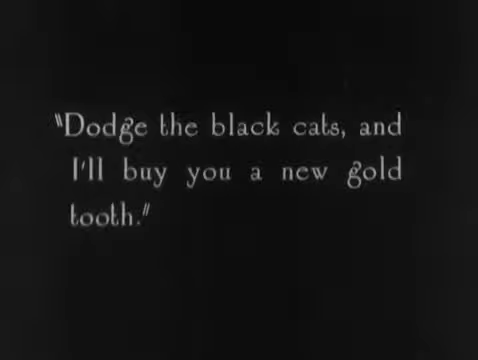 "Dodge the black cats, and
I'll buy you a new gold
tooth."